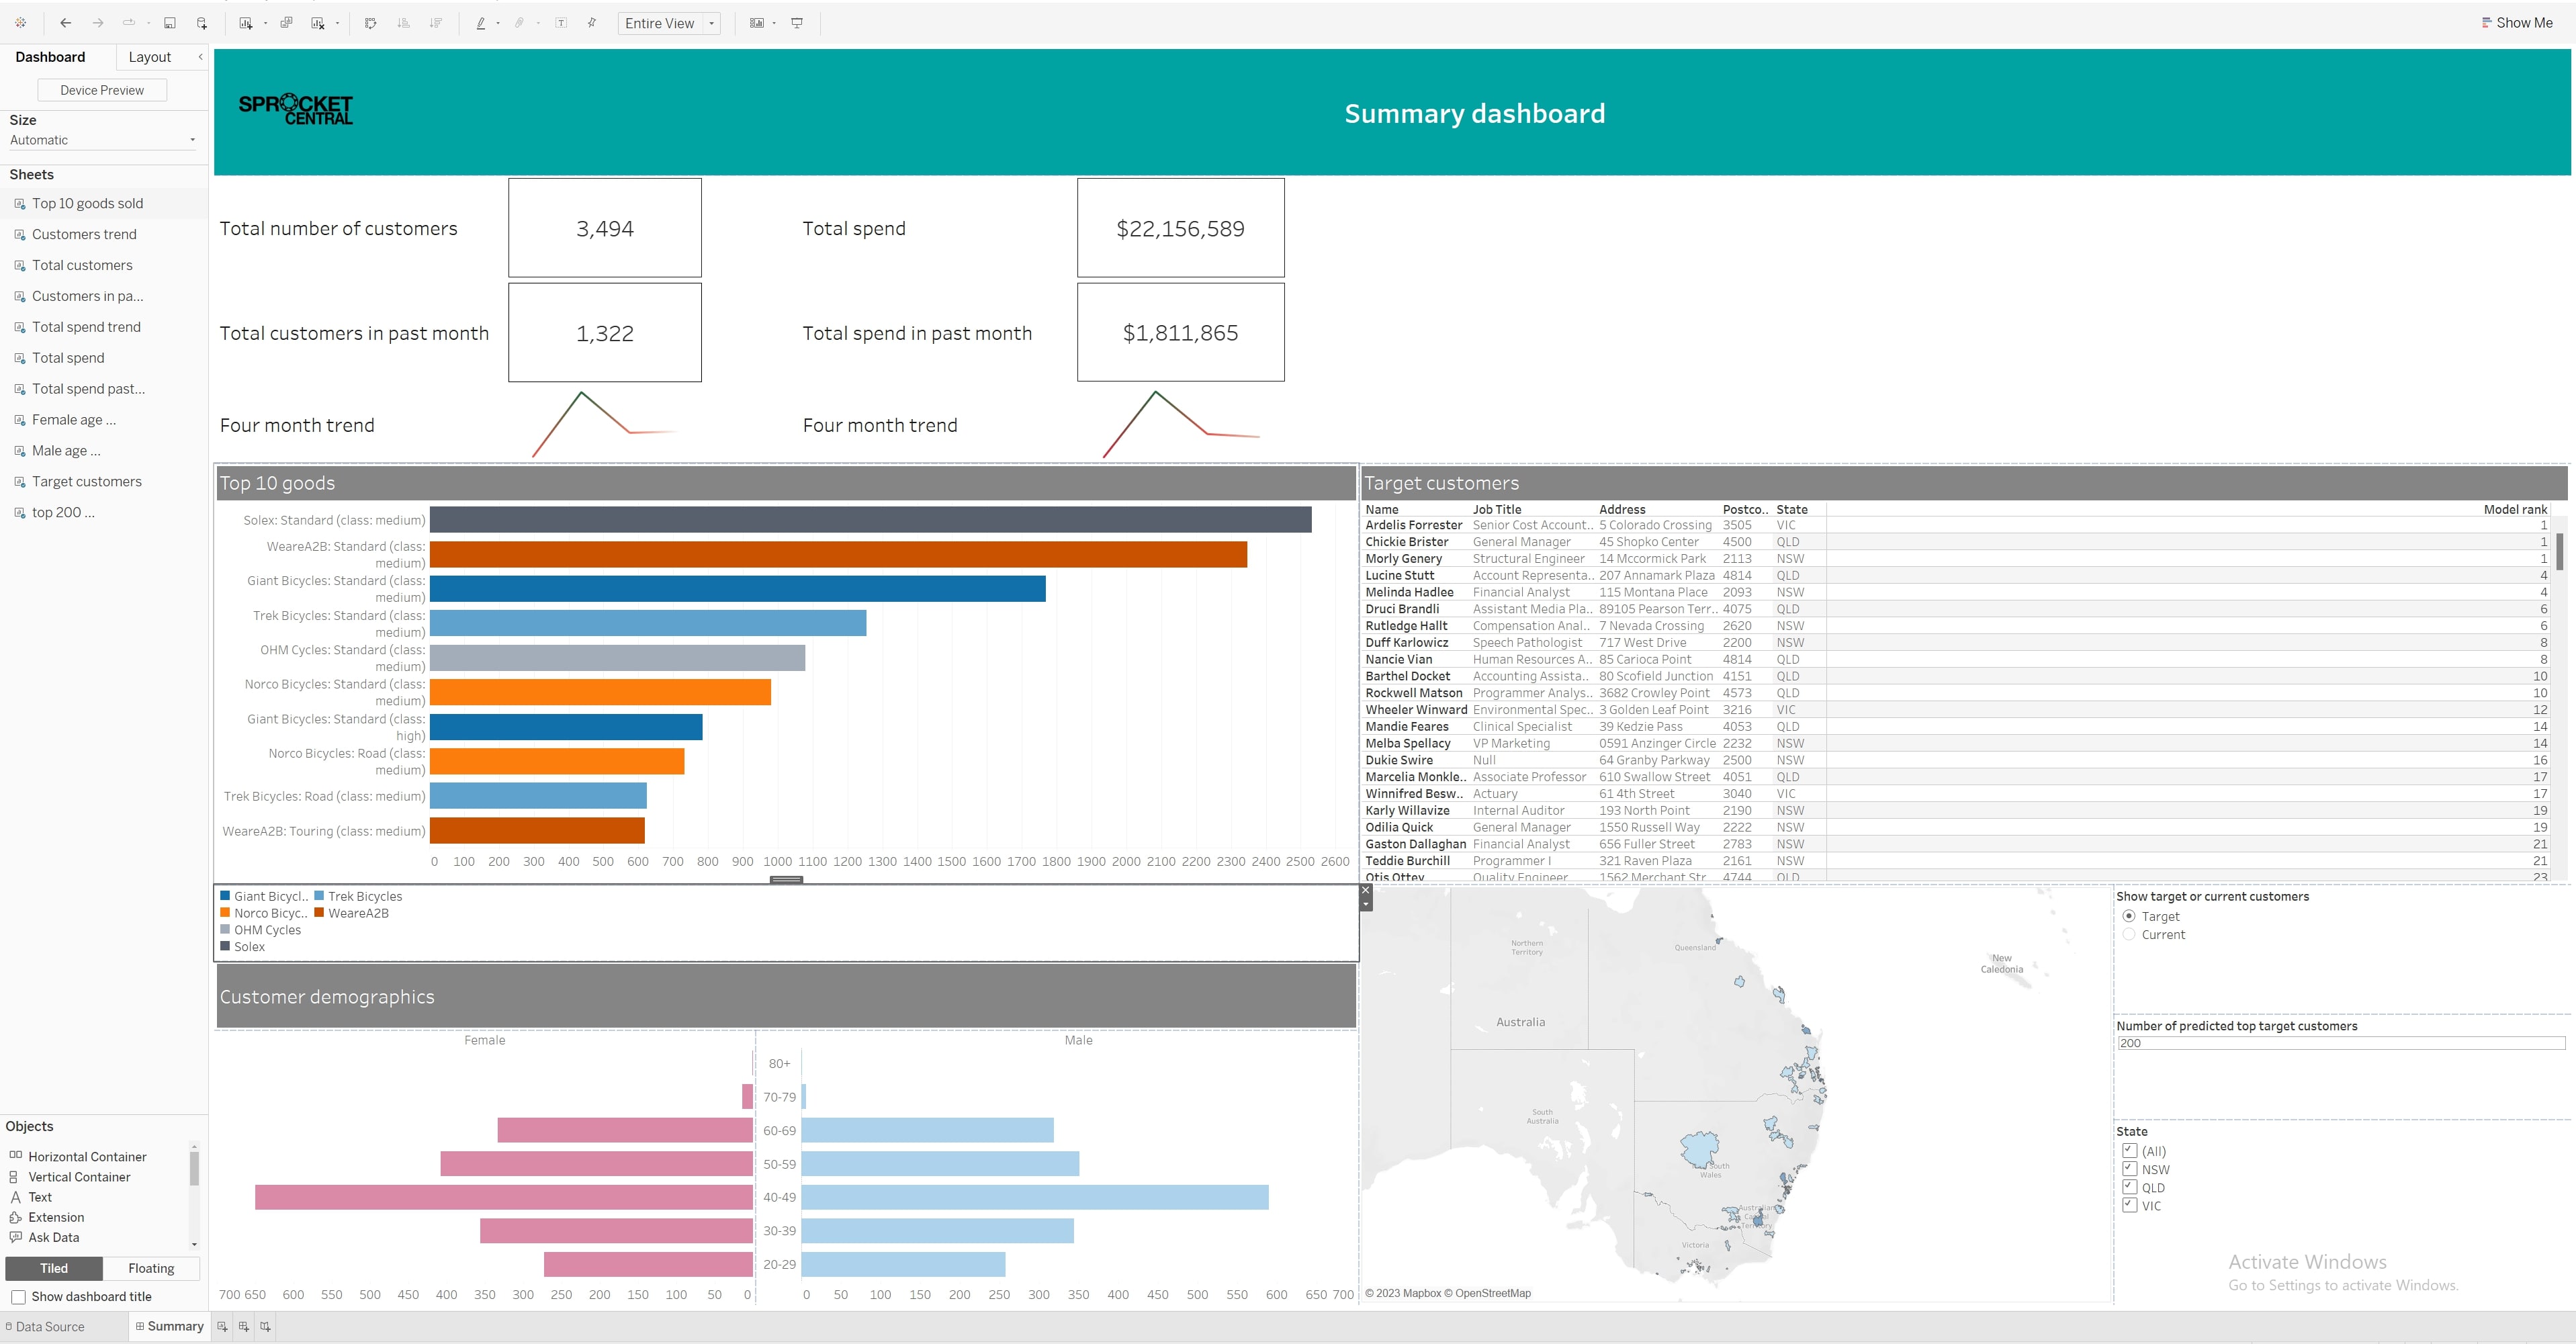 Entire View
Show Me
Dashboard
Layout
Device Preview
Size
Automatic
Sheets
Top 10 goods sold
Customers trend
Total customers
Customers in pa...
Total spend trend
Total spend
Total spend past...
Female age ...
Male age ...
Target customers
top 200 ...
Objects
Horizontal Container
Vertical Container
A Text
Extension
Ask Data
Tiled
Floating
Show dashboard title
Data Source
Summary
SPROCKET
CENTRAL
Summary dashboard
Total number of customers
3,494
Total spend
$22,156,589
Total customers in past month
1,322
Total spend in past month
$1,811,865
Four month trend
Four month trend
Top 10 goods
Solex: Standard (class: medium)
WeareA2B: Standard (class:
medium)
Giant Bicycles: Standard (class:
medium)
Trek Bicycles: Standard (class:
medium)
OHM Cycles: Standard (class:
medium)
Norco Bicycles: Standard (class:
medium)
Giant Bicycles: Standard (class:
high)
Norco Bicycles: Road (class:
medium)
Trek Bicycles: Road (class: medium)
WeareA2B: Touring (class: medium)
0 100 200 300 400 500 600 700 800 900 1000 1100 1200 1300 1400 1500 1600 1700 1800 1900 2000 2100 2200 2300 2400 2500 2600
Giant Bicycl.. Trek Bicycles
Norco Bicyc.. WeareA2B
OHM Cycles
Solex
Customer demographics
Female
Male
80+
70-79
60-69
50-59
40-49
30-39
20-29
700 650 600 550 500 450 400 350 300 250 200 150 100 50 0
0 50 100 150 200 250 300 350 400 450 500 550 600 650 700
Target customers
Name Job Title Address Postco.. State Model rank
Ardelis Forrester Senior Cost Account.. 5 Colorado Crossing 3505 VIC 1
Chickie Brister General Manager 45 Shopko Center 4500 QLD 1
Morly Genery Structural Engineer 14 Mccormick Park 2113 NSW 1
Lucine Stutt Account Representa.. 207 Annamark Plaza 4814 QLD 4
Melinda Hadlee Financial Analyst 115 Montana Place 2093 NSW 4
Druci Brandli Assistant Media Pla.. 89105 Pearson Terr.. 4075 QLD 6
Rutledge Hallt Compensation Anal.. 7 Nevada Crossing 2620 NSW 6
Duff Karlowicz Speech Pathologist 717 West Drive 2200 NSW 8
Nancie Vian Human Resources A.. 85 Carioca Point 4814 QLD 8
Barthel Docket Accounting Assista.. 80 Scofield Junction 4151 QLD 10
Rockwell Matson Programmer Analys.. 3682 Crowley Point 4573 QLD 10
Wheeler Winward Environmental Spec.. 3 Golden Leaf Point 3216 VIC 12
Mandie Feares Clinical Specialist 39 Kedzie Pass 4053 QLD 14
Melba Spellacy VP Marketing 0591 Anzinger Circle 2232 NSW 14
Dukie Swire Null 64 Granby Parkway 2500 NSW 16
Marcelia Monkle.. Associate Professor 610 Swallow Street 4051 QLD 17
Winnifred Besw.. Actuary 61 4th Street 3040 VIC 17
Karly Willavize Internal Auditor 193 North Point 2190 NSW 19
Odilia Quick General Manager 1550 Russell Way 2222 NSW 19
Gaston Dallaghan Financial Analyst 656 Fuller Street 2783 NSW 21
Teddie Burchill Programmer I 321 Raven Plaza 2161 NSW 21
Otis Ottey Quality Engineer 1562 Merchant Str.. 4744 QLD 23
Northern
Territory
Queensland
New
Caledonia
Australia
South
Australia
South
Wales
Australian
Capital
Territory
Victoria
© 2023 Mapbox © OpenStreetMap
Show target or current customers
Target
Current
Number of predicted top target customers
200
State
(All)
NSW
QLD
VIC
Activate Windows
Go to Settings to activate Windows.